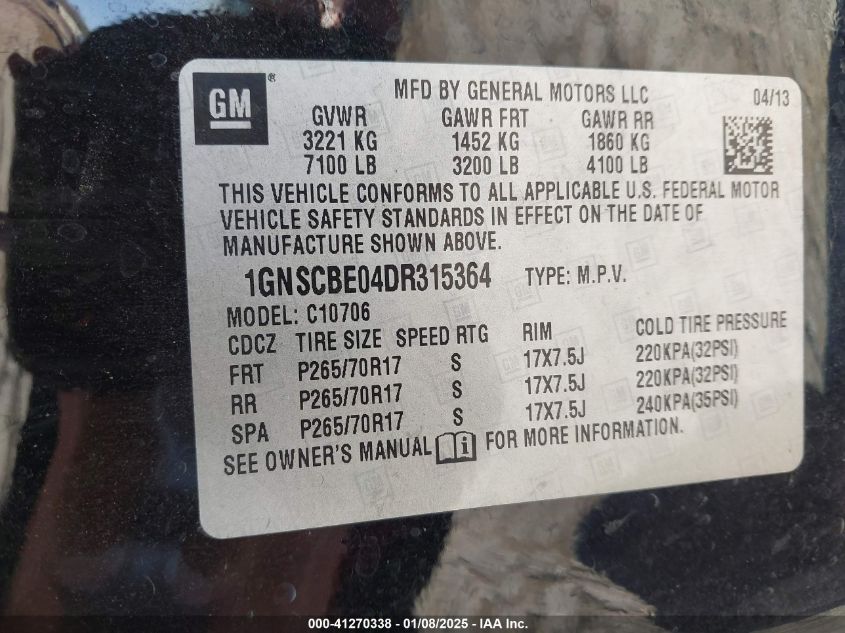 GM®
MFD BY GENERAL MOTORS LLC 04/13
GVWR GAWR FRT GAWR RR
3221 KG 1452 KG 1860 KG
7100 LB 3200 LB 4100 LB
THIS VEHICLE CONFORMS TO ALL APPLICABLE U.S. FEDERAL MOTOR
VEHICLE SAFETY STANDARDS IN EFFECT ON THE DATE OF
MANUFACTURE SHOWN ABOVE.
1GNSCBE04DR315364 TYPE: M.P.V.
MODEL: C10706
CDCZ TIRE SIZE SPEED RTG RIM COLD TIRE PRESSURE
FRT P265/70R17 S 17X7.5J 220KPA(32PSI)
RR P265/70R17 S 17X7.5J 220KPA(32PSI)
SPA P265/70R17 S 17X7.5J 240KPA(35PSI)
SEE OWNER'S MANUAL i FOR MORE INFORMATION.
000-41270338 - 01/08/2025 - IAA Inc.